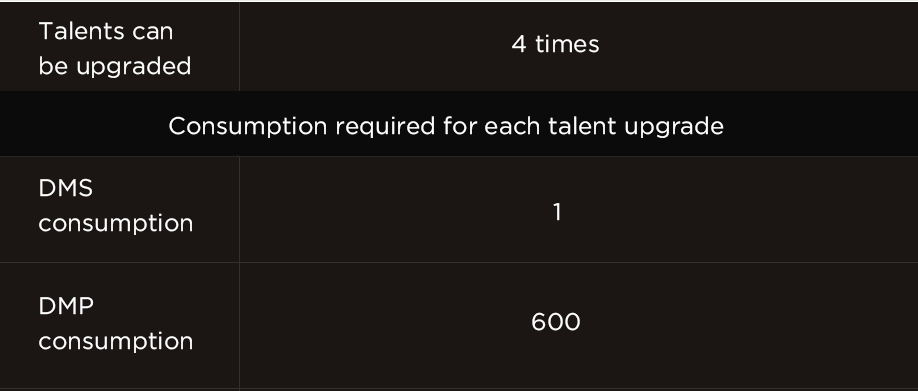 Talents can
be upgraded
4 times
Consumption required for each talent upgrade
DMS
consumption
1
DMP
consumption
600